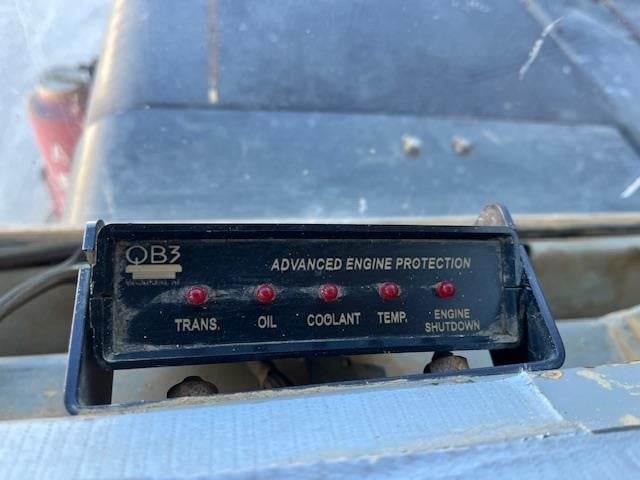 QB3
ADVANCED ENGINE PROTECTION
TRANS. OIL COOLANT TEMP. ENGINE SHUTDOWN